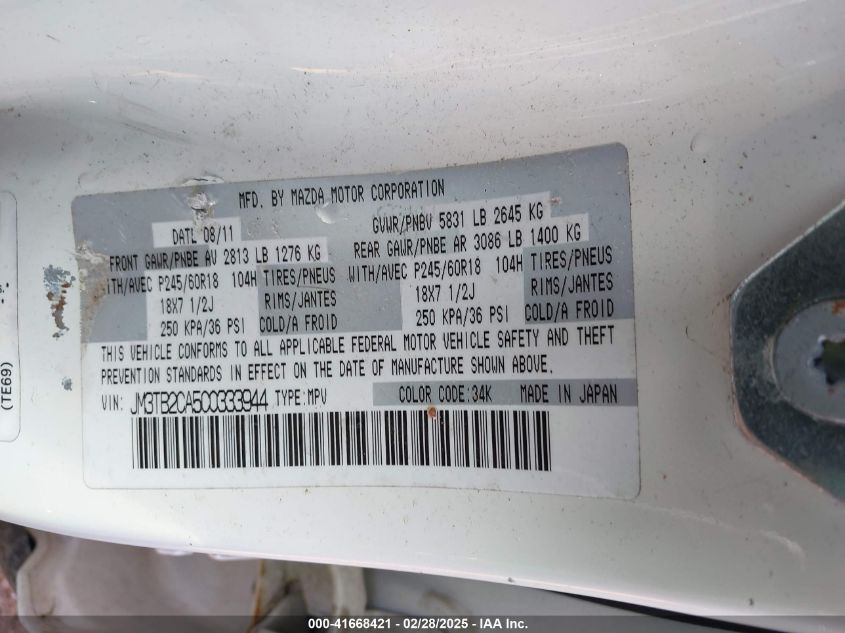 MFD. BY MAZDA MOTOR CORPORATION
DATE 08/11 GVWR/PNBV 5831 LB 2645 KG
FRONT GAWR/PNBE AV 2813 LB 1276 KG REAR GAWR/PNBE AR 3086 LB 1400 KG
WITH/AVEC P245/60R18 104H TIRES/PNEUS WITH/AVEC P245/60R18 104H TIRES/PNEUS
18X7 1/2J RIMS/JANTES 18X7 1/2J RIMS/JANTES
250 KPA/36 PSI COLD/A FROID 250 KPA/36 PSI COLD/A FROID
THIS VEHICLE CONFORMS TO ALL APPLICABLE FEDERAL MOTOR VEHICLE SAFETY AND THEFT
PREVENTION STANDARDS IN EFFECT ON THE DATE OF MANUFACTURE SHOWN ABOVE.
VIN: JM3TB2CA5C0333944 TYPE: MPV COLOR CODE: 34K MADE IN JAPAN
(TE69)
000-41668421 - 02/28/2025 - IAA Inc.